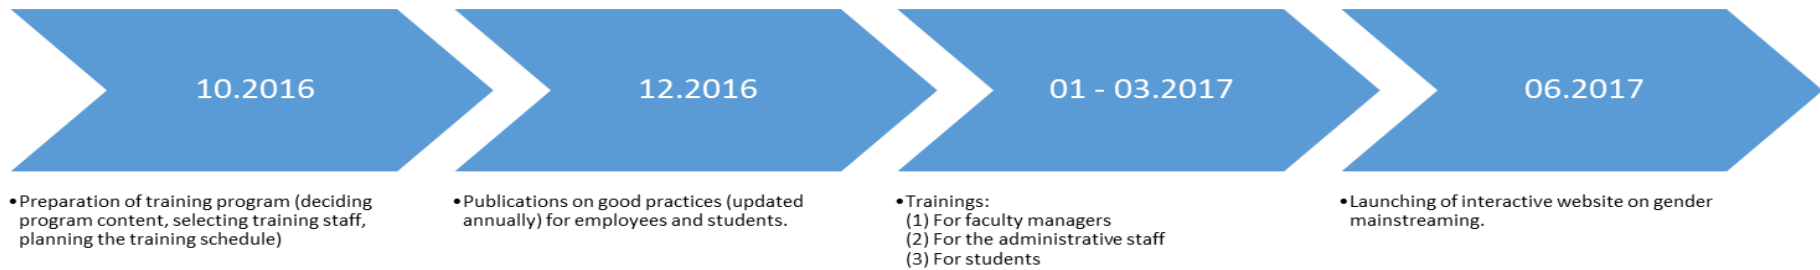 10.2016
•Preparation of training program (deciding
program content, selecting training staff,
planning the training schedule)
12.2016
•Publications on good practices (updated
annually) for employees and students.
01 - 03.2017
•Trainings:
(1) For faculty managers
(2) For the administrative staff
(3) For students
06.2017
•Launching of interactive website on gender
mainstreaming.